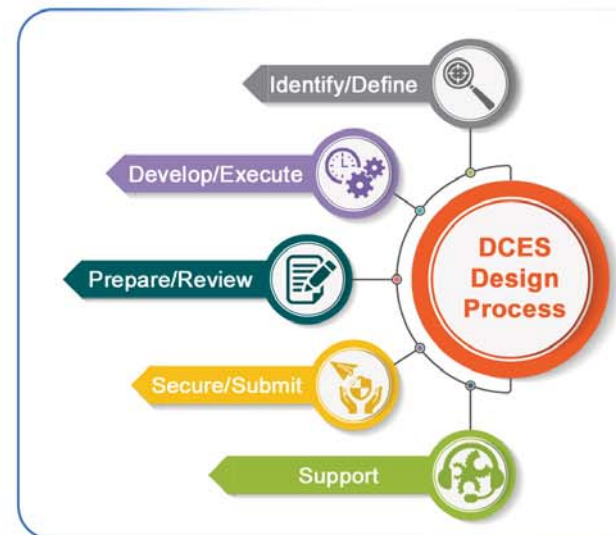 Identify/Define
Develop/Execute
DCES
Design
Process
Prepare/Review
Secure/Submit
Support